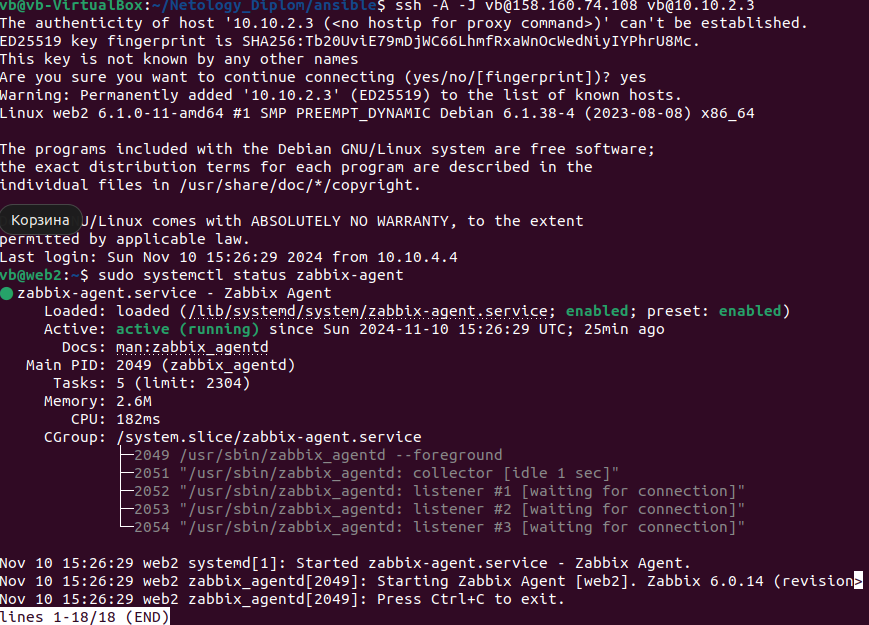 vb@vb-VirtualBox:~/Netology_Diplom/ansible$ ssh -A -J vb@158.160.74.108 vb@10.10.2.3
The authenticity of host '10.10.2.3 (<no hostip for proxy command>)' can't be established.
ED25519 key fingerprint is SHA256:Tb20UviE79mDjWC66LhmfRxaWnOcWedNiyIYPhrU8Mc.
This key is not known by any other names
Are you sure you want to continue connecting (yes/no/[fingerprint])? yes
Warning: Permanently added '10.10.2.3' (ED25519) to the list of known hosts.
Linux web2 6.1.0-11-amd64 #1 SMP PREEMPT_DYNAMIC Debian 6.1.38-4 (2023-08-08) x86_64

The programs included with the Debian GNU/Linux system are free software;
the exact distribution terms for each program are described in the
individual files in /usr/share/doc/*/copyright.

Корзина U/Linux comes with ABSOLUTELY NO WARRANTY, to the extent
permitted by applicable law.
Last login: Sun Nov 10 15:26:29 2024 from 10.10.4.4
vb@web2:~$ sudo systemctl status zabbix-agent
● zabbix-agent.service - Zabbix Agent
     Loaded: loaded (/lib/systemd/system/zabbix-agent.service; enabled; preset: enabled)
     Active: active (running) since Sun 2024-11-10 15:26:29 UTC; 25min ago
       Docs: man:zabbix_agentd
   Main PID: 2049 (zabbix_agentd)
      Tasks: 5 (limit: 2304)
     Memory: 2.6M
        CPU: 182ms
     CGroup: /system.slice/zabbix-agent.service
             ├─2049 /usr/sbin/zabbix_agentd --foreground
             ├─2051 "/usr/sbin/zabbix_agentd: collector [idle 1 sec]"
             ├─2052 "/usr/sbin/zabbix_agentd: listener #1 [waiting for connection]"
             ├─2053 "/usr/sbin/zabbix_agentd: listener #2 [waiting for connection]"
             └─2054 "/usr/sbin/zabbix_agentd: listener #3 [waiting for connection]"

Nov 10 15:26:29 web2 systemd[1]: Started zabbix-agent.service - Zabbix Agent.
Nov 10 15:26:29 web2 zabbix_agentd[2049]: Starting Zabbix Agent [web2]. Zabbix 6.0.14 (revision>
Nov 10 15:26:29 web2 zabbix_agentd[2049]: Press Ctrl+C to exit.
lines 1-18/18 (END)